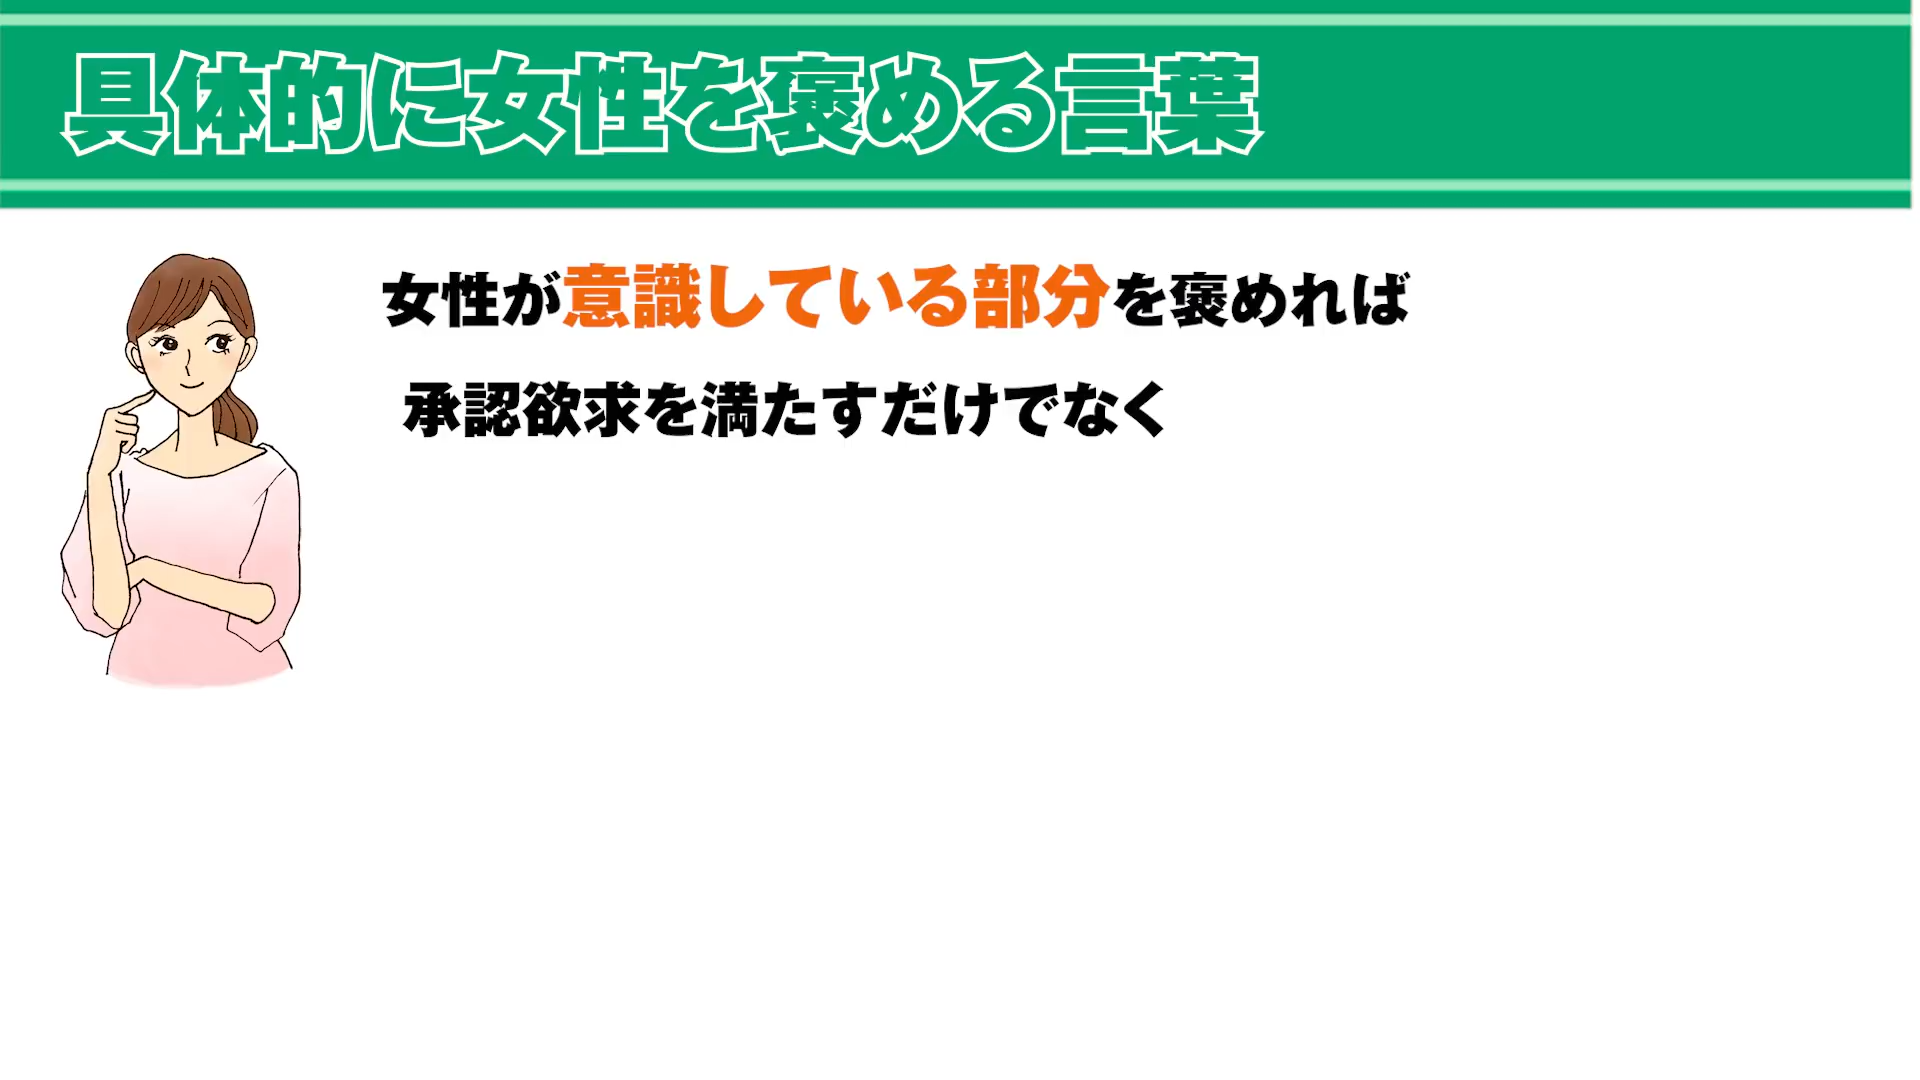 具体的に女性を褒める言葉
女性が意識している部分を褒めれば
承認欲求を満たすだけでなく